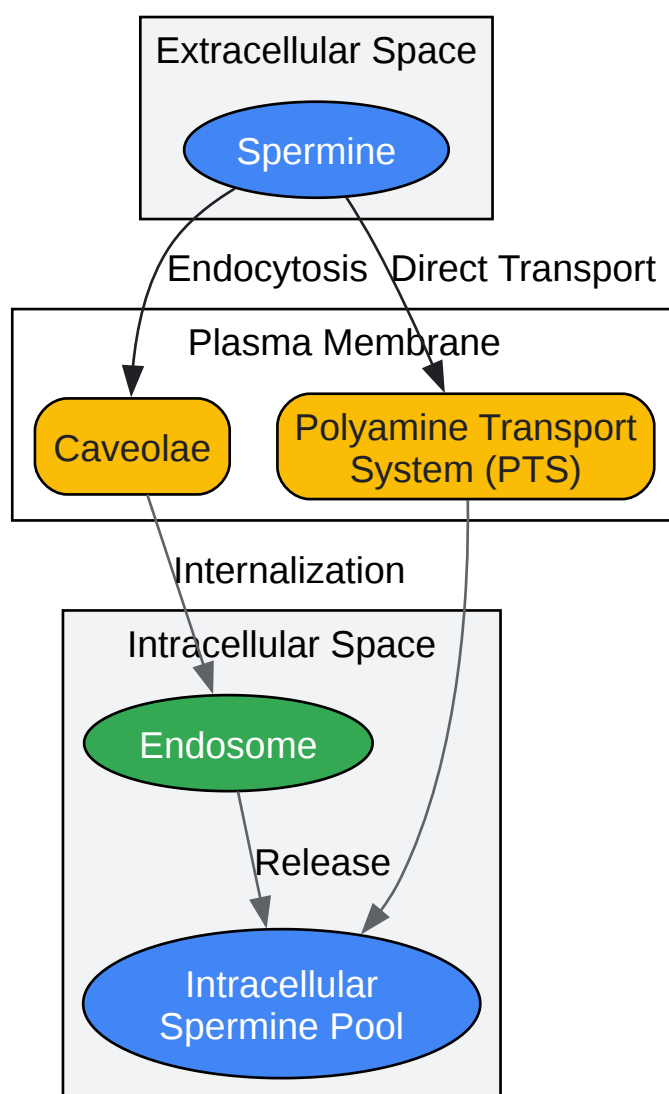 Extracellular Space
Spermine
Endocytosis
Direct Transport
Plasma Membrane
Caveolae
Polyamine Transport
System (PTS)
Internalization
Intracellular Space
Endosome
Release
Intracellular
Spermine Pool